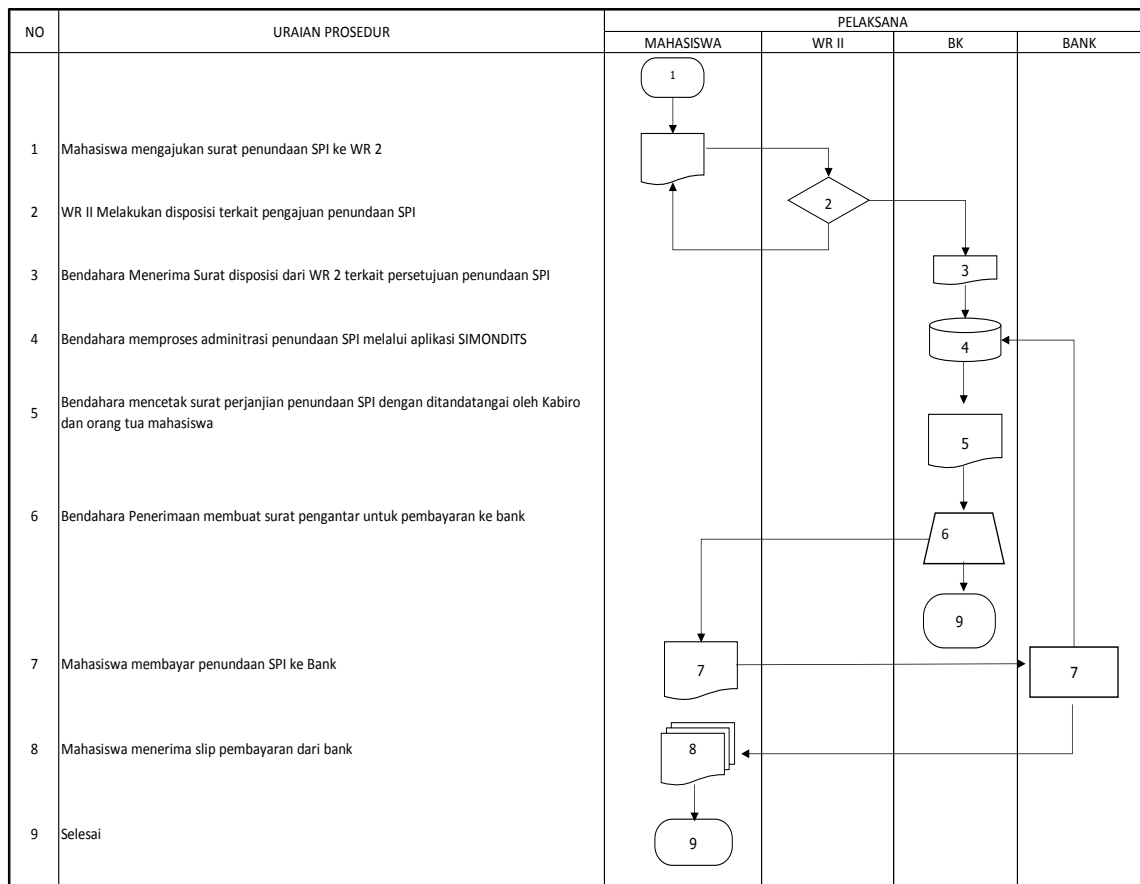 NO
URAIAN PROSEDUR
PELAKSANA
MAHASISWA
WR II
BK
BANK
1
1
Mahasiswa mengajukan surat penundaan SPI ke WR 2
2
WR II Melakukan disposisi terkait pengajuan penundaan SPI
2
3
Bendahara Menerima Surat disposisi dari WR 2 terkait persetujuan penundaan SPI
3
4
Bendahara memproses adminitrasi penundaan SPI melalui aplikasi SIMONDITS
4
5
Bendahara mencetak surat perjanjian penundaan SPI dengan ditandatangai oleh Kabiro
dan orang tua mahasiswa
5
6
Bendahara Penerimaan membuat surat pengantar untuk pembayaran ke bank
6
9
7
Mahasiswa membayar penundaan SPI ke Bank
7
7
8
Mahasiswa menerima slip pembayaran dari bank
8
9
Selesai
9